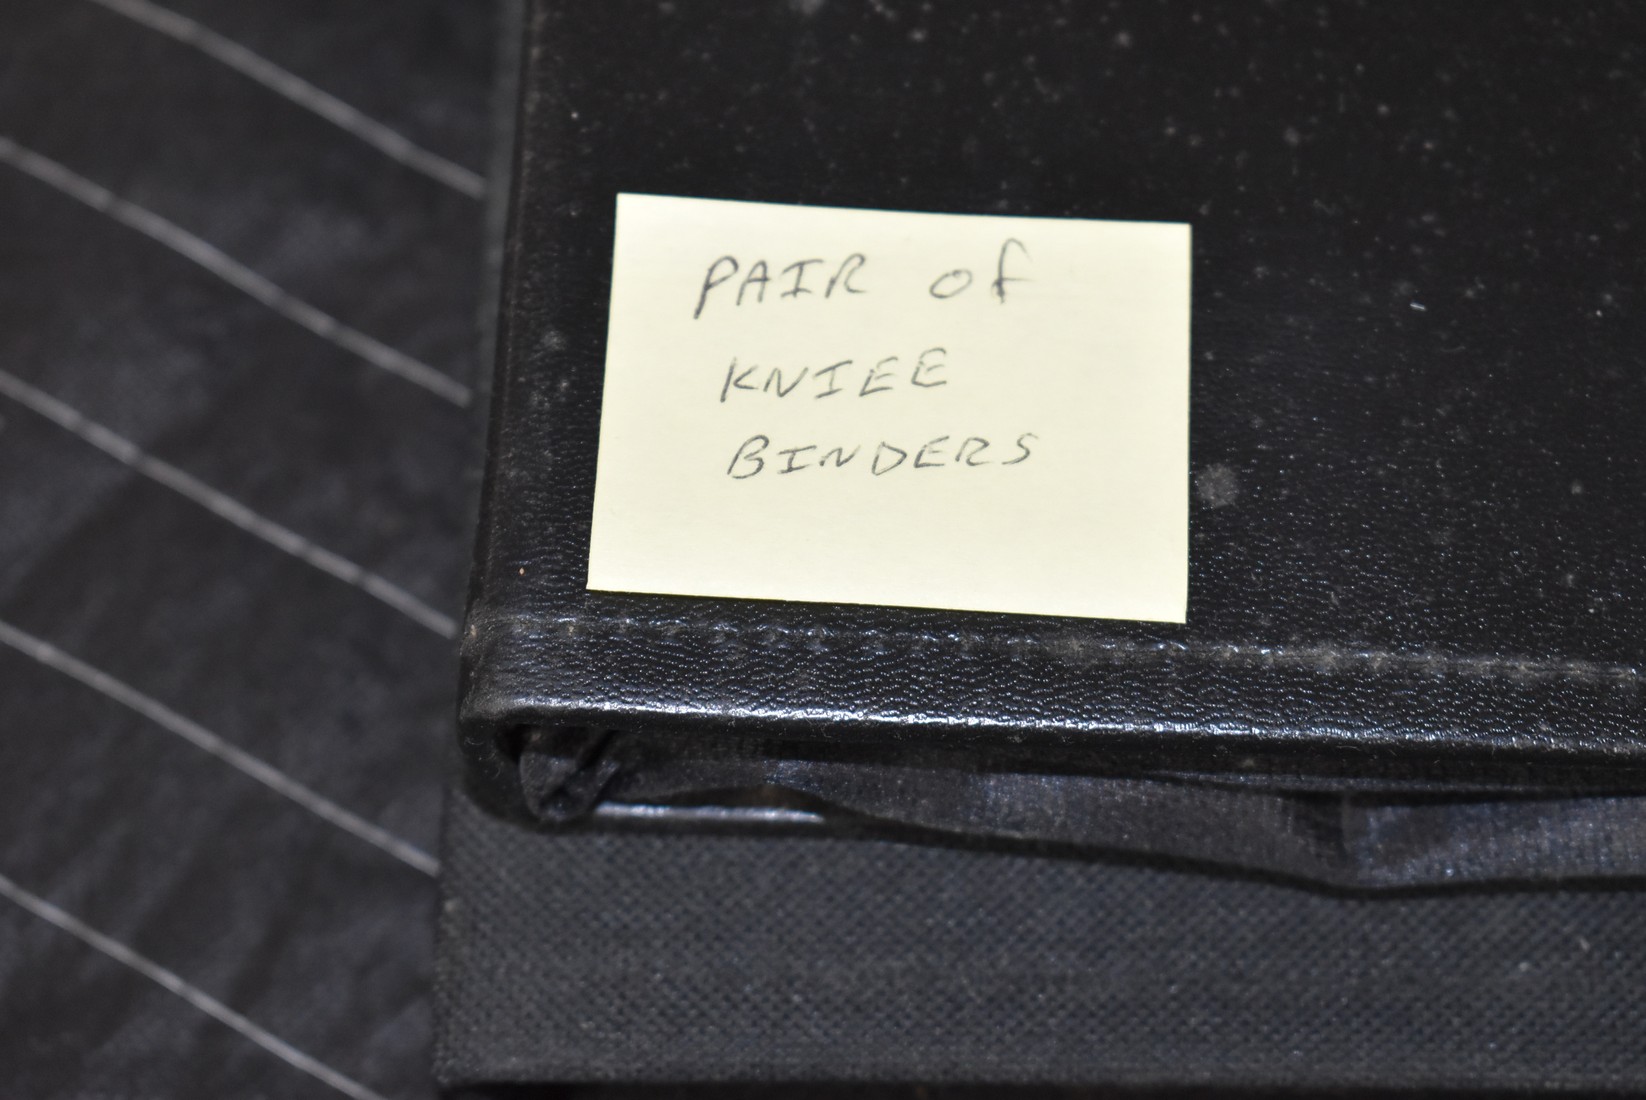 PAIR of
KNIEE
BINDERS